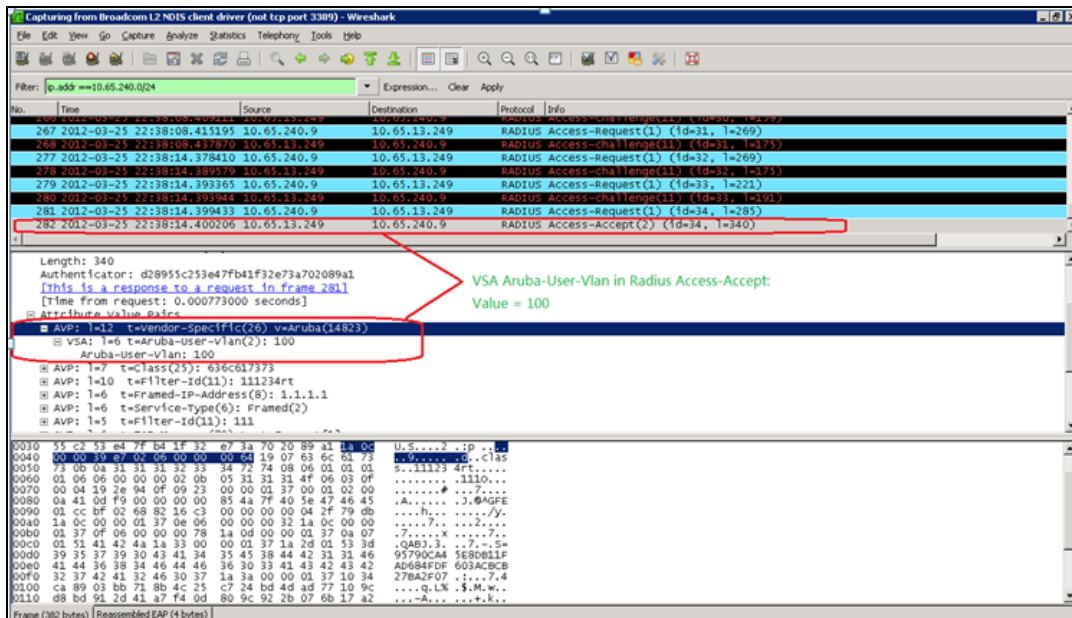 Capturing from Broadcom L2 NDIS client driver (not tcp port 3389) - Wireshark
File Edit View Go Capture Analyze Statistics Telephony Tools Help
Filter: ip.addr ==10.65.240.0/24 Expression... Clear Apply
No. Time Source Destination Protocol Info
267 2012-03-25 22:38:08.415195 10.65.240.9 10.65.13.249 RADIUS Access-Request(1) (id=31, l=269)
268 2012-03-25 22:38:08.437870 10.65.13.249 10.65.240.9 RADIUS Access-challenge(11) (id=31, l=175)
277 2012-03-25 22:38:14.378410 10.65.240.9 10.65.13.249 RADIUS Access-Request(1) (id=32, l=269)
278 2012-03-25 22:38:14.389579 10.65.13.249 10.65.240.9 RADIUS Access-challenge(11) (id=32, l=175)
279 2012-03-25 22:38:14.393365 10.65.240.9 10.65.13.249 RADIUS Access-Request(1) (id=33, l=221)
280 2012-03-25 22:38:14.393944 10.65.13.249 10.65.240.9 RADIUS Access-challenge(11) (id=33, l=191)
281 2012-03-25 22:38:14.399433 10.65.240.9 10.65.13.249 RADIUS Access-Request(1) (id=34, l=285)
282 2012-03-25 22:38:14.400206 10.65.13.249 10.65.240.9 RADIUS Access-Accept(2) (id=34, l=340)
Length: 340
Authenticator: d28955c253e47fb41f32e73a702089a1
[This is a response to a request in frame 281]
[Time from request: 0.000773000 seconds]
Attribute Value Pairs
AVP: l=12 t=Vendor-Specific(26) v=Aruba(14823)
VSA: l=6 t=Aruba-User-Vlan(2): 100
Aruba-User-Vlan: 100
AVP: l=7 t=Class(25): 636c617373
AVP: l=10 t=Filter-Id(11): 111234rt
AVP: l=6 t=Framed-IP-Address(8): 1.1.1.1
AVP: l=6 t=Service-Type(6): Framed(2)
AVP: l=5 t=Filter-Id(11): 111
VSA Aruba-User-Vlan in Radius Access-Accept:
Value = 100
0030 55 c2 53 e4 7f b4 1f 32 e7 3a 70 20 89 a1 1a 0c U.S....2 .:p ....
0040 00 00 39 e7 02 06 00 00 00 64 19 07 63 6c 61 73 ..9..... .d..clas
0050 73 0b 0a 31 31 31 32 33 34 72 74 08 06 01 01 01 s..11123 4rt.....
0060 01 06 06 00 00 00 02 0b 05 31 31 31 4f 06 03 0f ........ .111O...
0070 00 04 19 2e 94 0f 09 23 00 00 01 37 00 01 02 00 .......# ...7....
0080 0a 41 0d f9 00 00 00 00 85 4a 7f 40 5e 47 46 45 .A...... .J.@^GFE
0090 01 cc bf 02 68 82 16 c3 00 00 00 00 04 2f 79 db ....h... ...../y.
00a0 1a 0c 00 00 01 37 0e 06 00 00 00 32 1a 0c 00 00 .....7.. ...2....
00b0 01 37 0f 06 00 00 00 78 1a 0d 00 00 01 37 0a 07 .7.....x .....7..
00c0 01 51 41 42 4a 1a 33 00 00 01 37 1a 2d 01 53 3d .QABJ.3. ..7.-.S=
00d0 39 35 37 39 30 43 41 34 35 45 38 44 42 31 31 46 95790CA4 5E8DB11F
00e0 41 44 36 38 34 46 44 46 36 30 33 41 43 42 43 42 AD684FDF 603ACBCB
00f0 32 37 42 41 32 46 30 37 1a 3a 00 00 01 37 10 34 27BA2F07 .:...7.4
0100 ca 89 03 bb 71 8b 4c 25 c7 24 bd 4d ad 77 10 9c ....q.L% .$.M.w..
0110 d8 bd 91 2d 41 a7 f4 0d 80 9c 92 2b 07 6b 17 a2 ...-A... ...+.k..
Frame (382 bytes) Reassembled EAP (4 bytes)